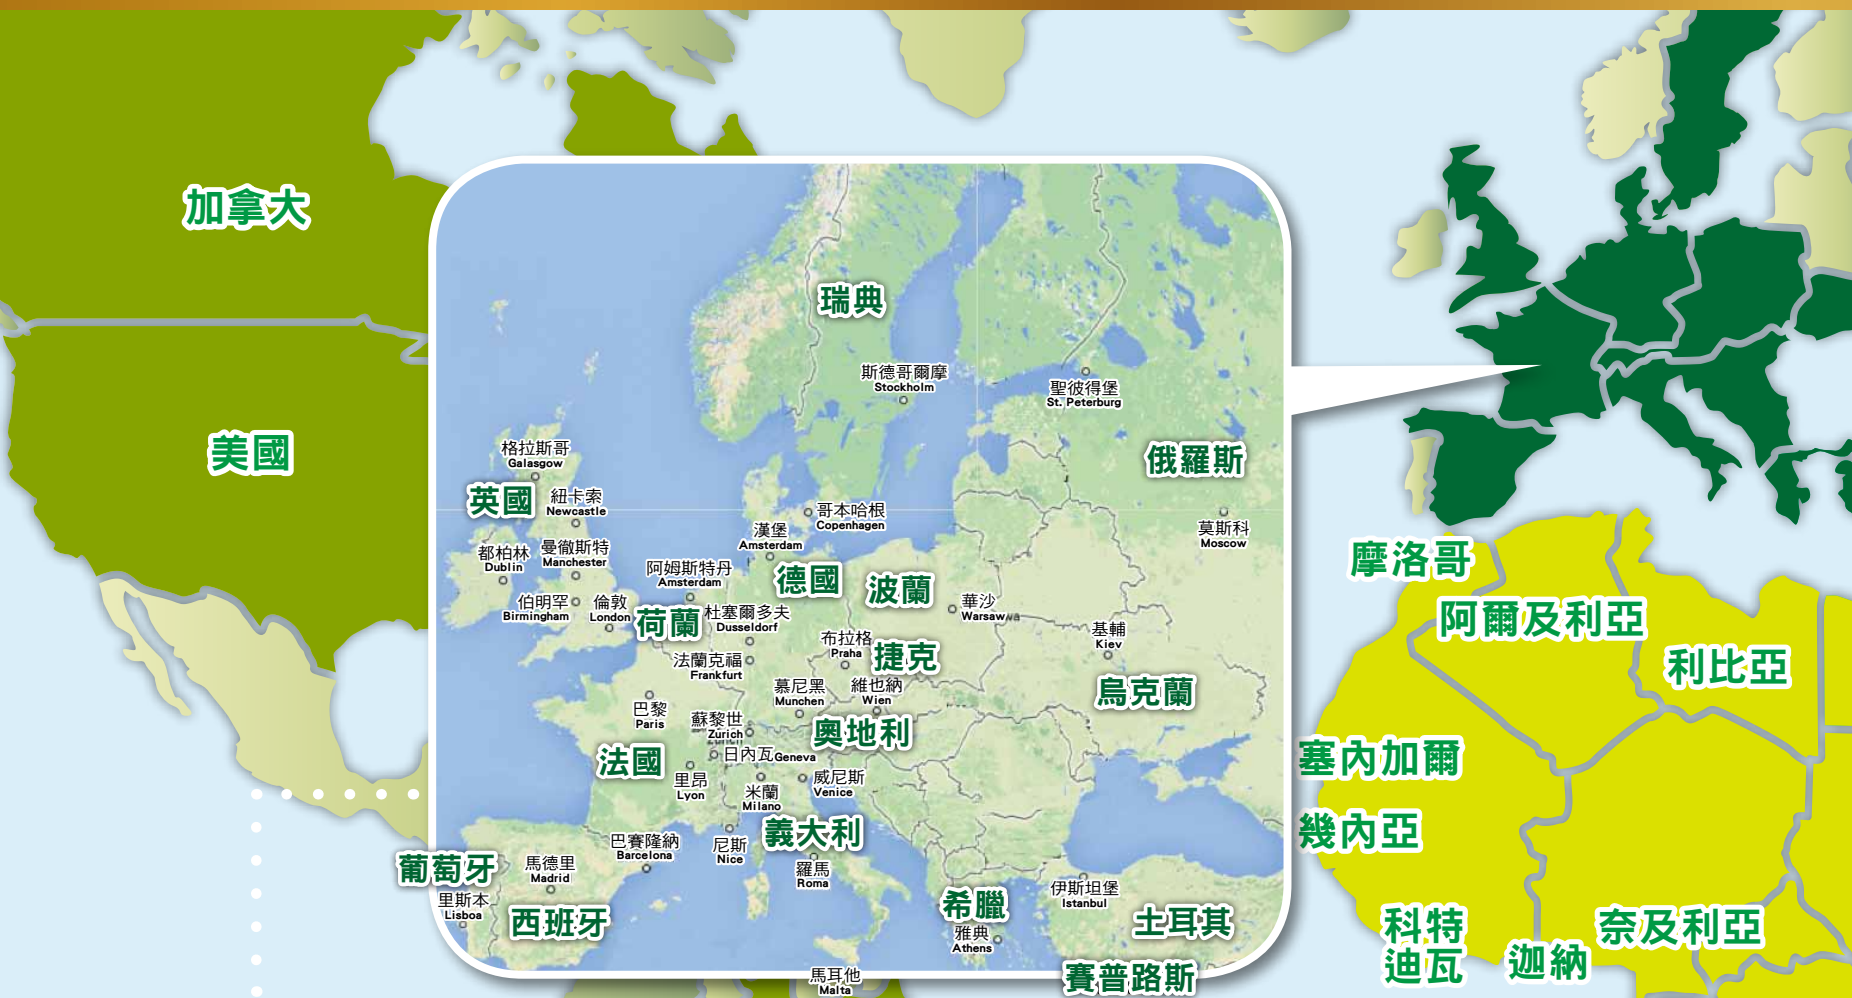 加拿大
美國
瑞典
斯德哥爾摩
Stockholm
聖彼得堡
St. Peterburg
俄羅斯
莫斯科
Moscow
格拉斯哥
Galasgow
英國
紐卡索
Newcastle
都柏林
Dublin
曼徹斯特
Manchester
伯明罕
Birmingham
倫敦
London
哥本哈根
Copenhagen
漢堡
Amsterdam
阿姆斯特丹
Amsterdam
德國
波蘭
荷蘭
杜塞爾多夫
Dusseldorf
華沙
Warsaw
布拉格
Praha
捷克
基輔
Kiev
法蘭克福
Frankfurt
慕尼黑
Munchen
維也納
Wien
烏克蘭
巴黎
Paris
蘇黎世
Zurich
奧地利
法國
日內瓦Geneva
里昂
Lyon
米蘭
Milano
威尼斯
Venice
義大利
尼斯
Nice
巴賽隆納
Barcelona
羅馬
Roma
葡萄牙
馬德里
Madrid
里斯本
Lisboa
西班牙
希臘
雅典
Athens
伊斯坦堡
Istanbul
土耳其
馬耳他
Malta
賽普路斯
摩洛哥
阿爾及利亞
利比亞
塞內加爾
幾內亞
科特
迪瓦
迦納
奈及利亞